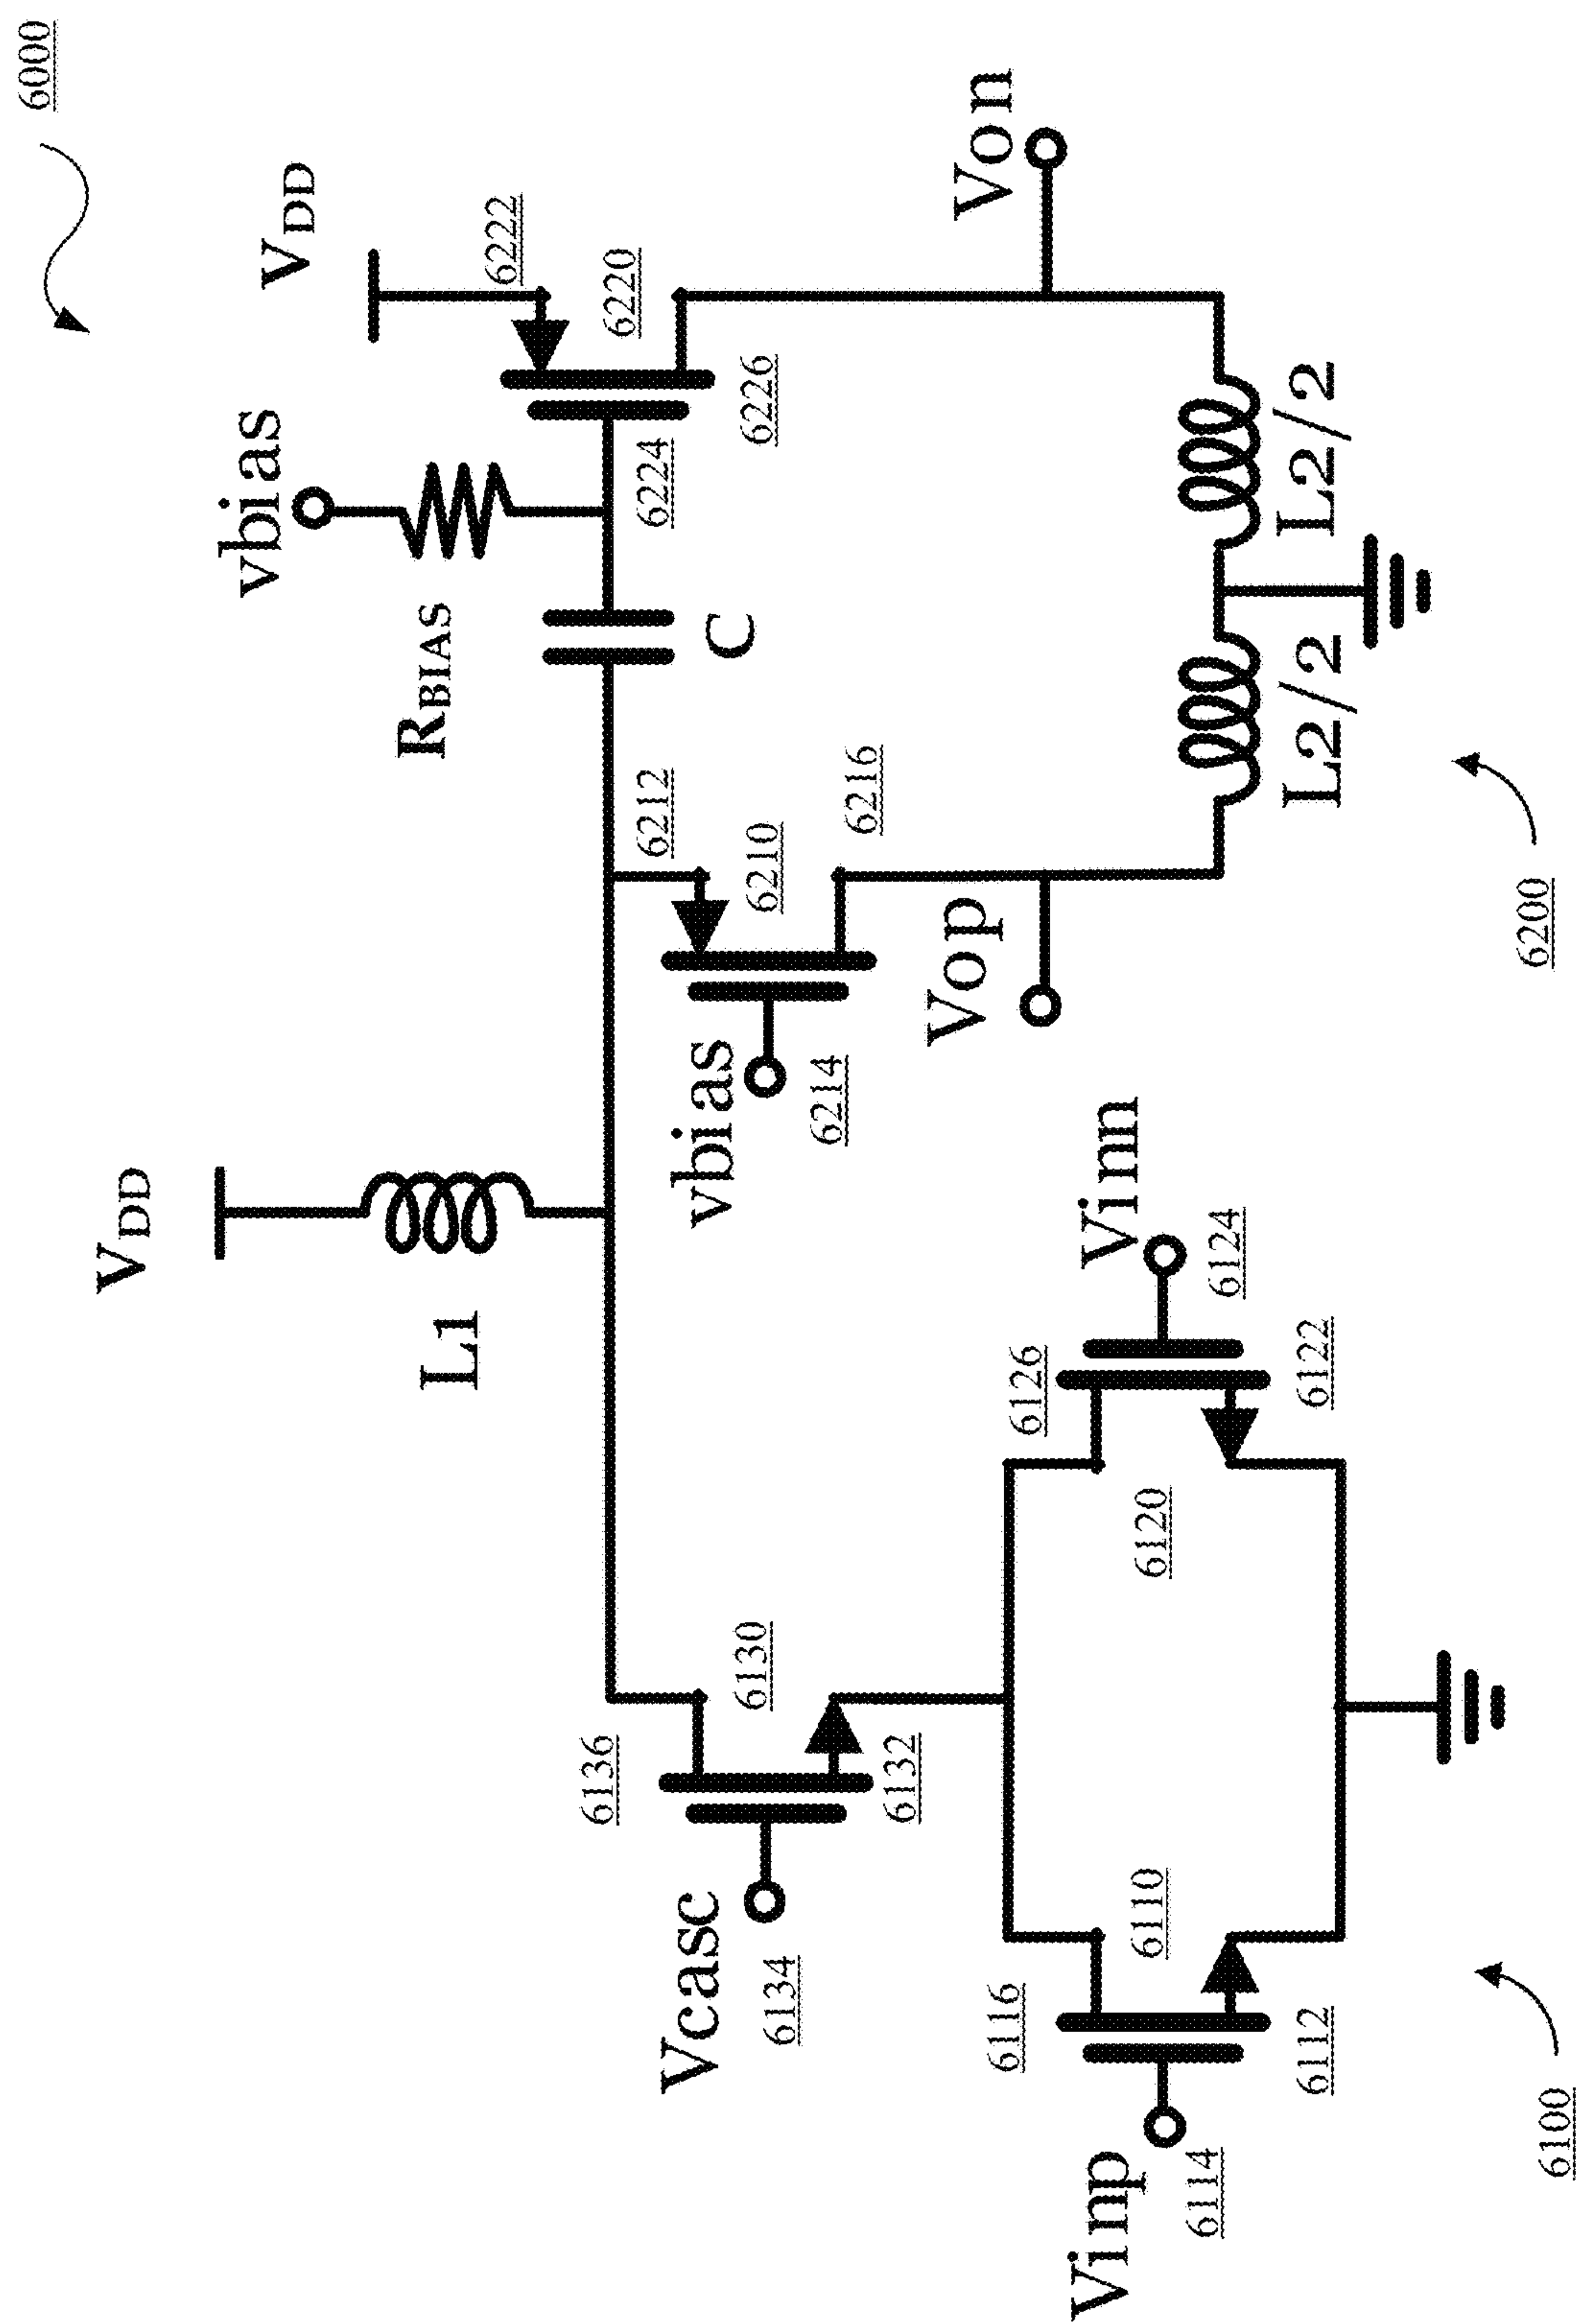 6000
VDD
VDD
vbias
RBIAS
L1
C
6222
6220
6224
6226
6212
6210
6216
vbias
6214
Vop
Von
L2/2
L2/2
6200
6136
6130
Vcasc
6134
6132
Vinn
6124
6126
6120
6122
6116
6110
Vinp
6114
6112
6100